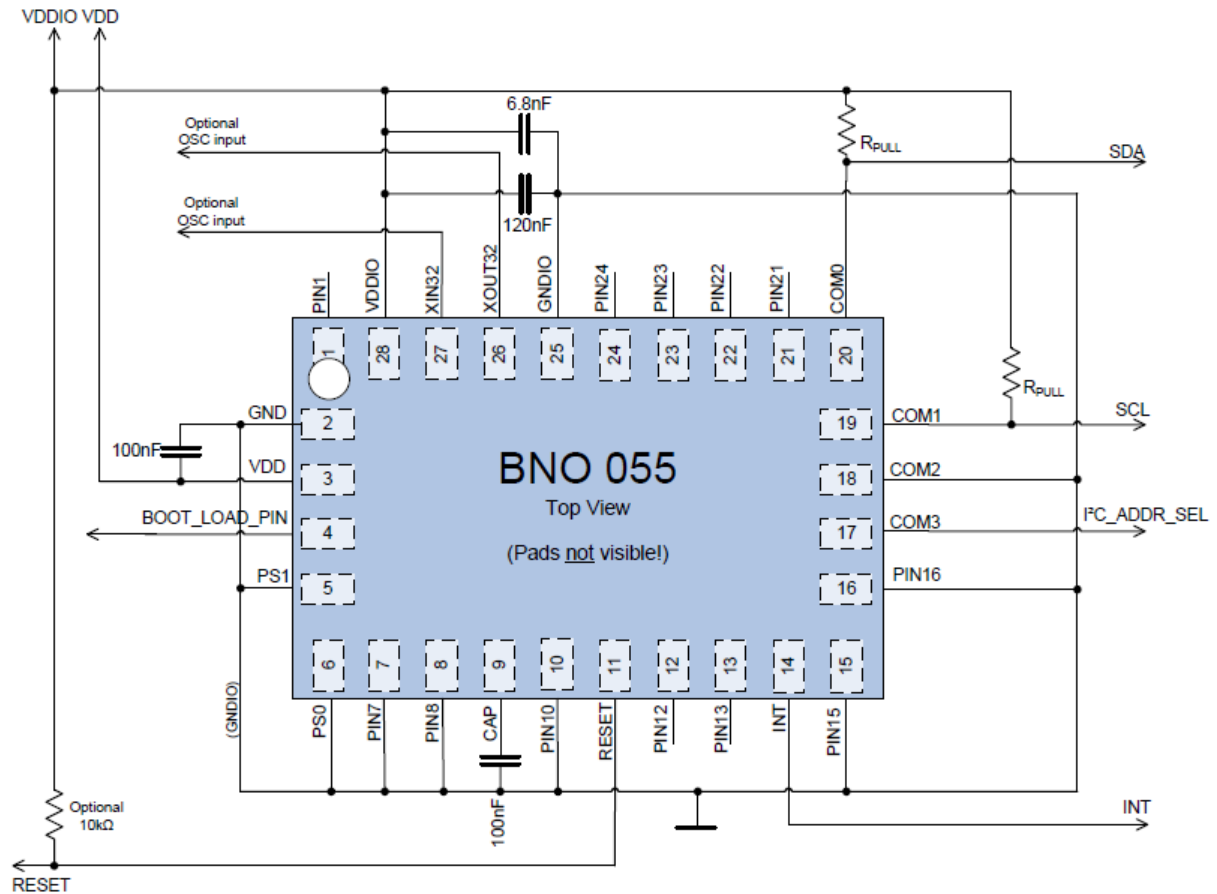 VDDIO VDD
6.8nF
Optional
OSC input
RPULL
SDA
Optional
OSC input
120nF
PIN1
VDDIO
XIN32
XOUT32
GNDIO
PIN24
PIN23
PIN22
PIN21
COM0
1
28
27
26
25
24
23
22
21
20
RPULL
GND
2
19
COM1
SCL
100nF
VDD
3
BNO 055
18
COM2
Top View
BOOT_LOAD_PIN
4
(Pads not visible!)
17
COM3
I²C_ADDR_SEL
PS1
5
16
PIN16
6
7
8
9
10
11
12
13
14
15
(GNDIO)
PS0
PIN7
PIN8
CAP
PIN10
RESET
PIN12
PIN13
INT
PIN15
100nF
Optional
10kΩ
INT
RESET